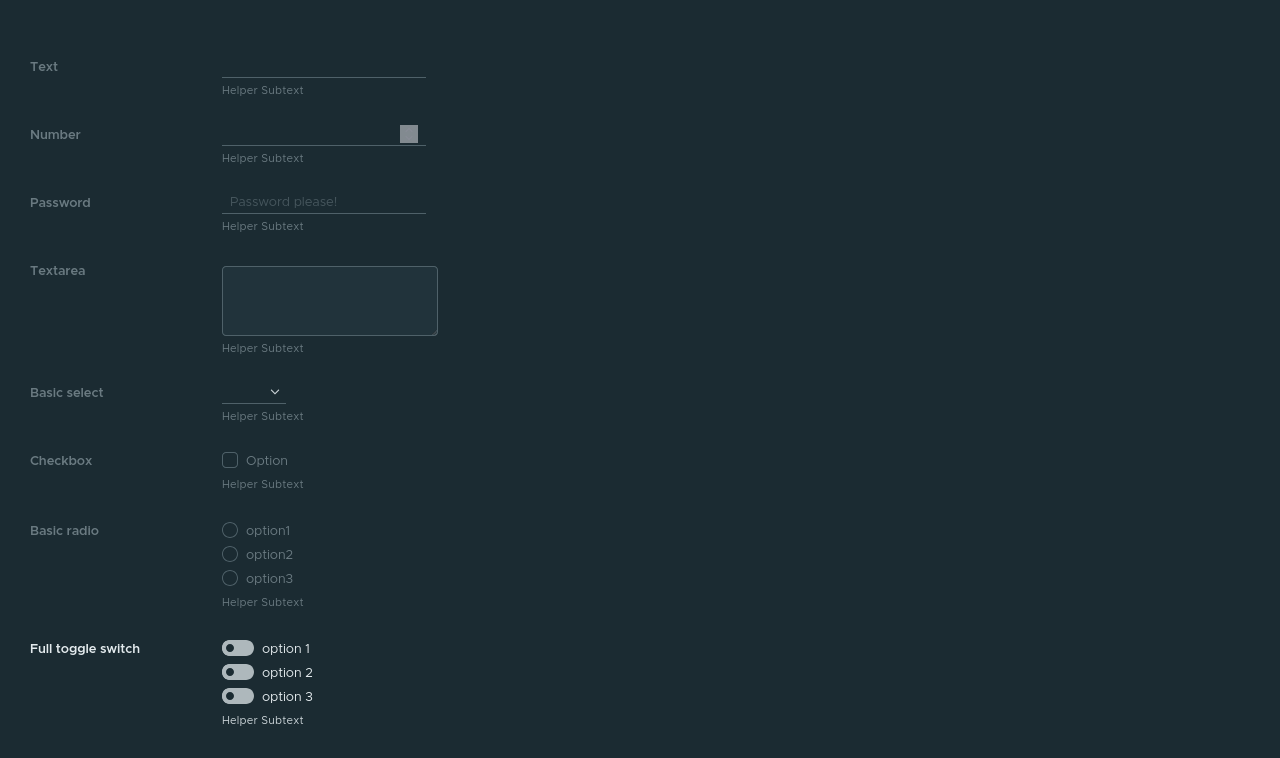 Text
Helper Subtext
Number
Helper Subtext
Password Password please!
Helper Subtext
Textarea
Helper Subtext
Basic select
Helper Subtext
Checkbox Option
Helper Subtext
Basic radio option1
option2
option3
Helper Subtext
Full toggle switch option 1
option 2
option 3
Helper Subtext